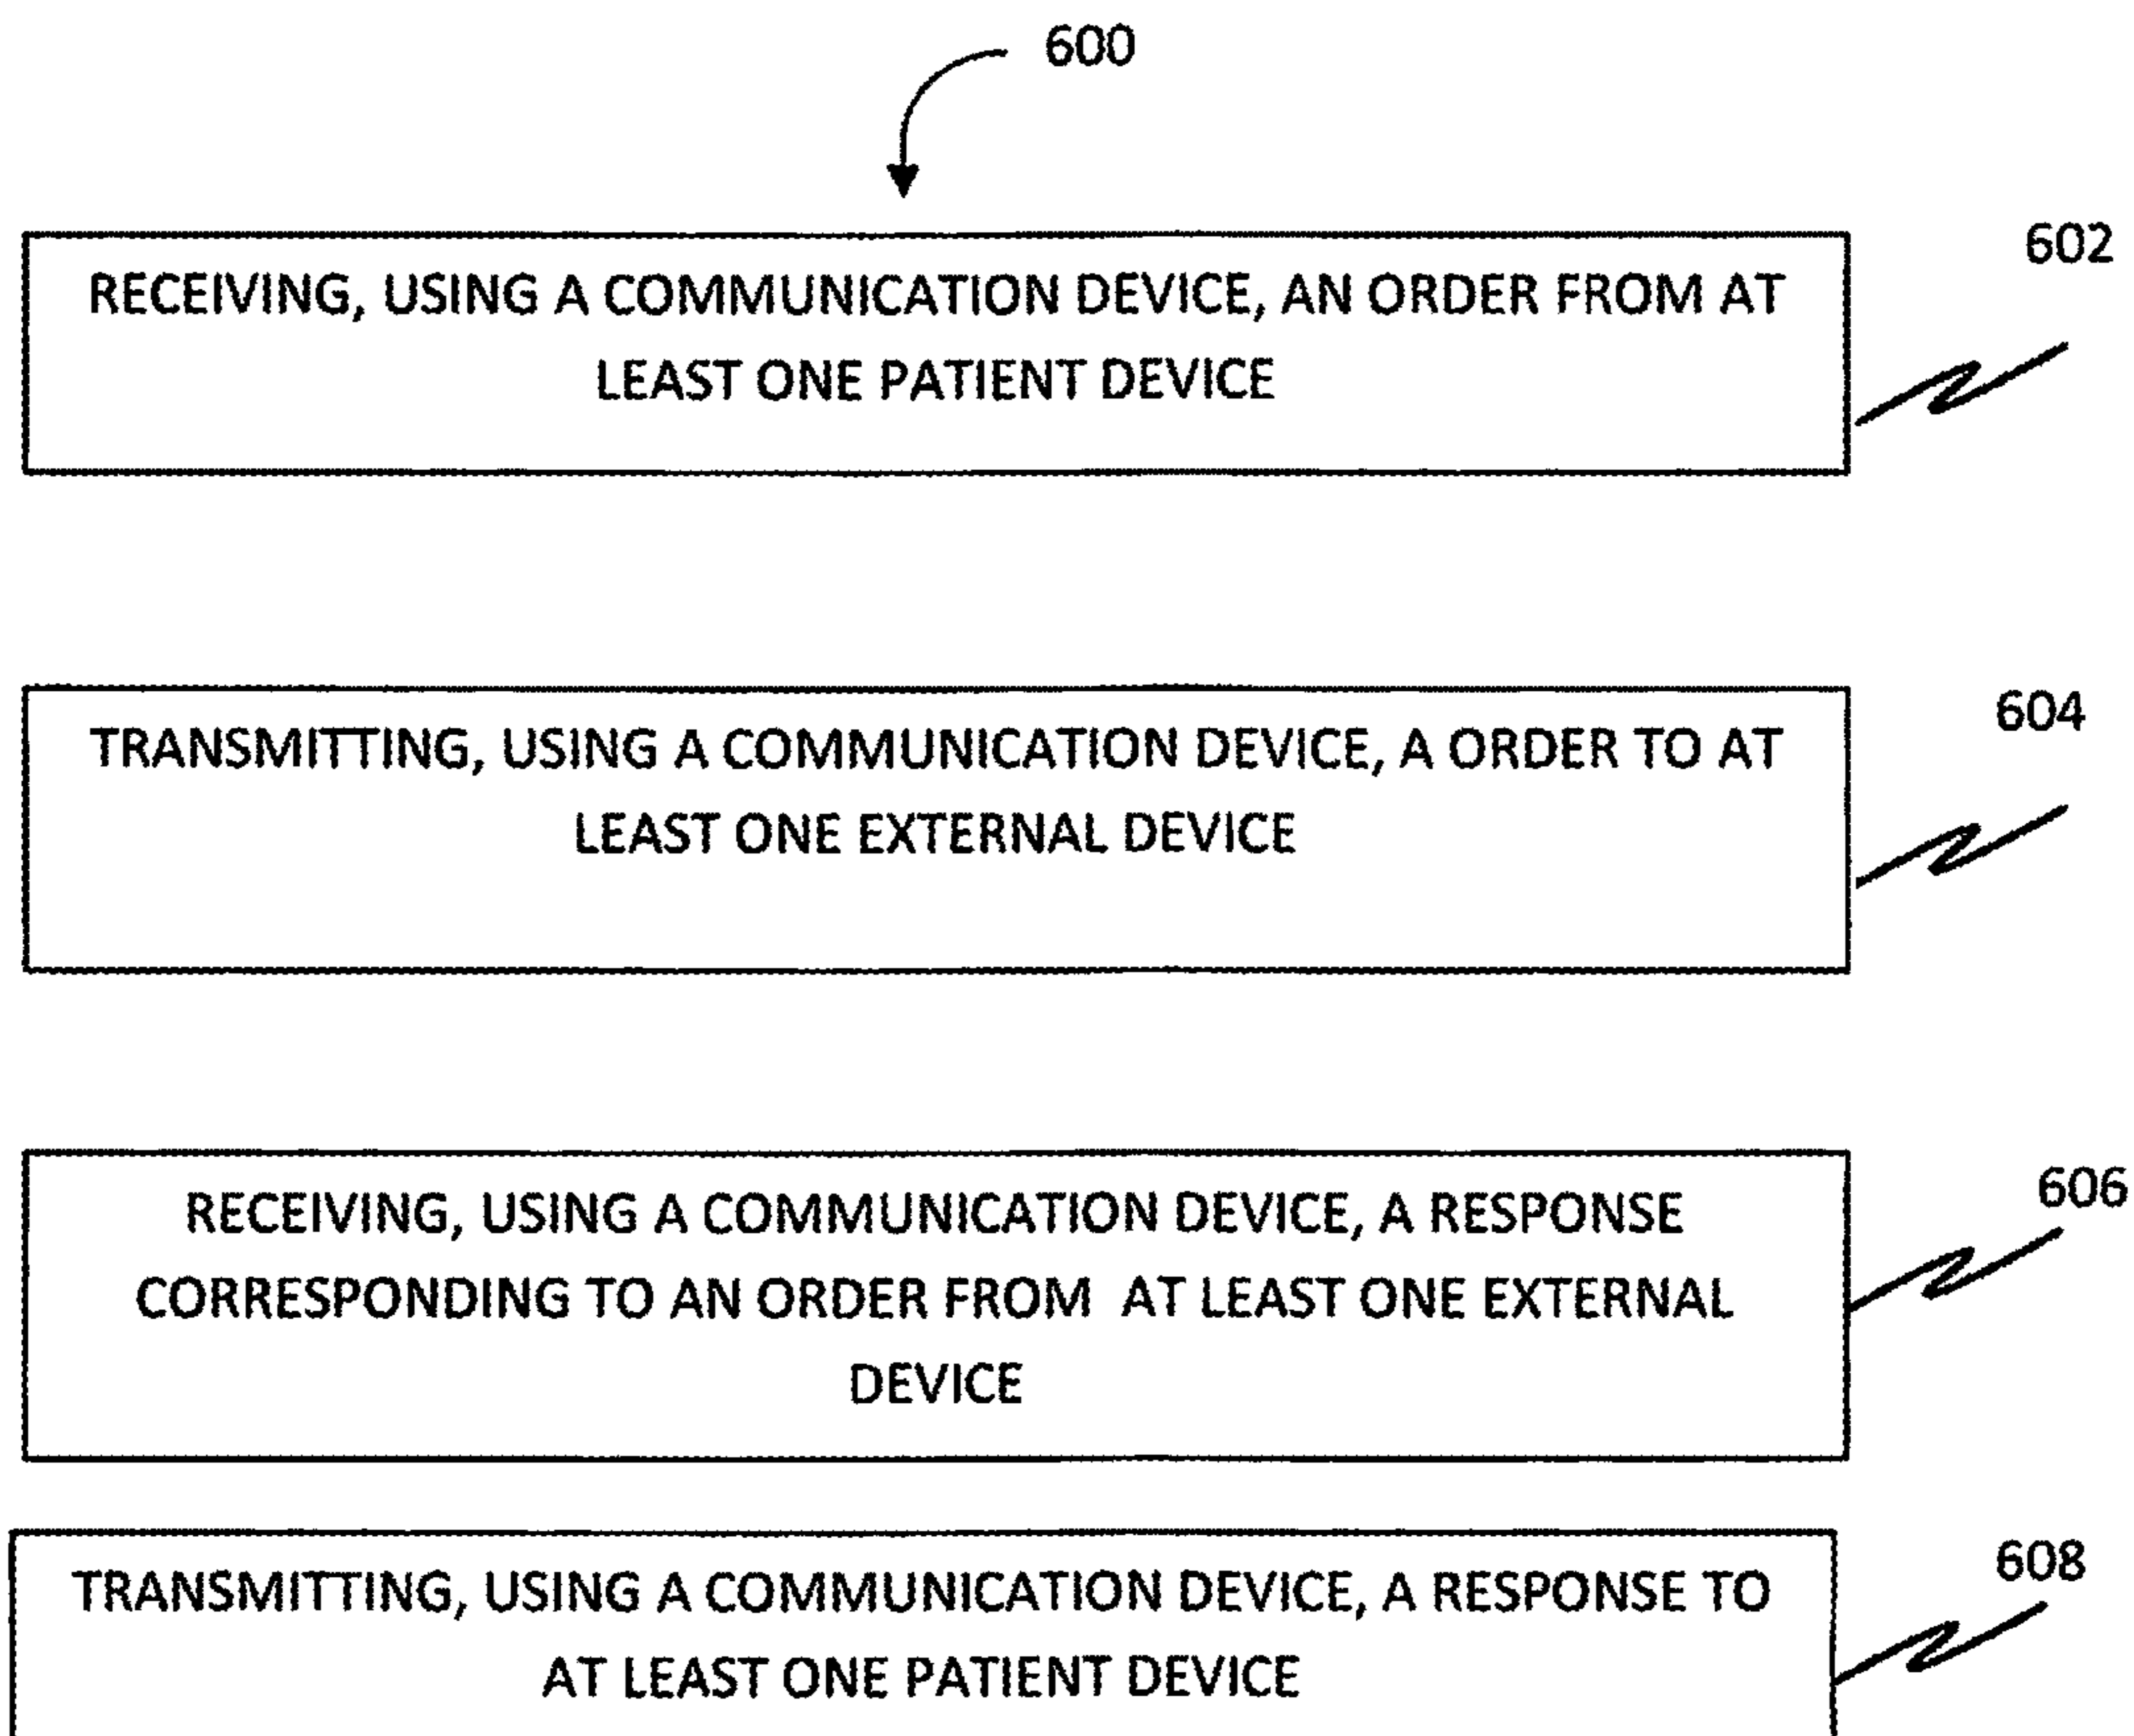 600
602
RECEIVING, USING A COMMUNICATION DEVICE, AN ORDER FROM AT
LEAST ONE PATIENT DEVICE
604
TRANSMITTING, USING A COMMUNICATION DEVICE, A ORDER TO AT
LEAST ONE EXTERNAL DEVICE
606
RECEIVING, USING A COMMUNICATION DEVICE, A RESPONSE
CORRESPONDING TO AN ORDER FROM AT LEAST ONE EXTERNAL
DEVICE
608
TRANSMITTING, USING A COMMUNICATION DEVICE, A RESPONSE TO
AT LEAST ONE PATIENT DEVICE